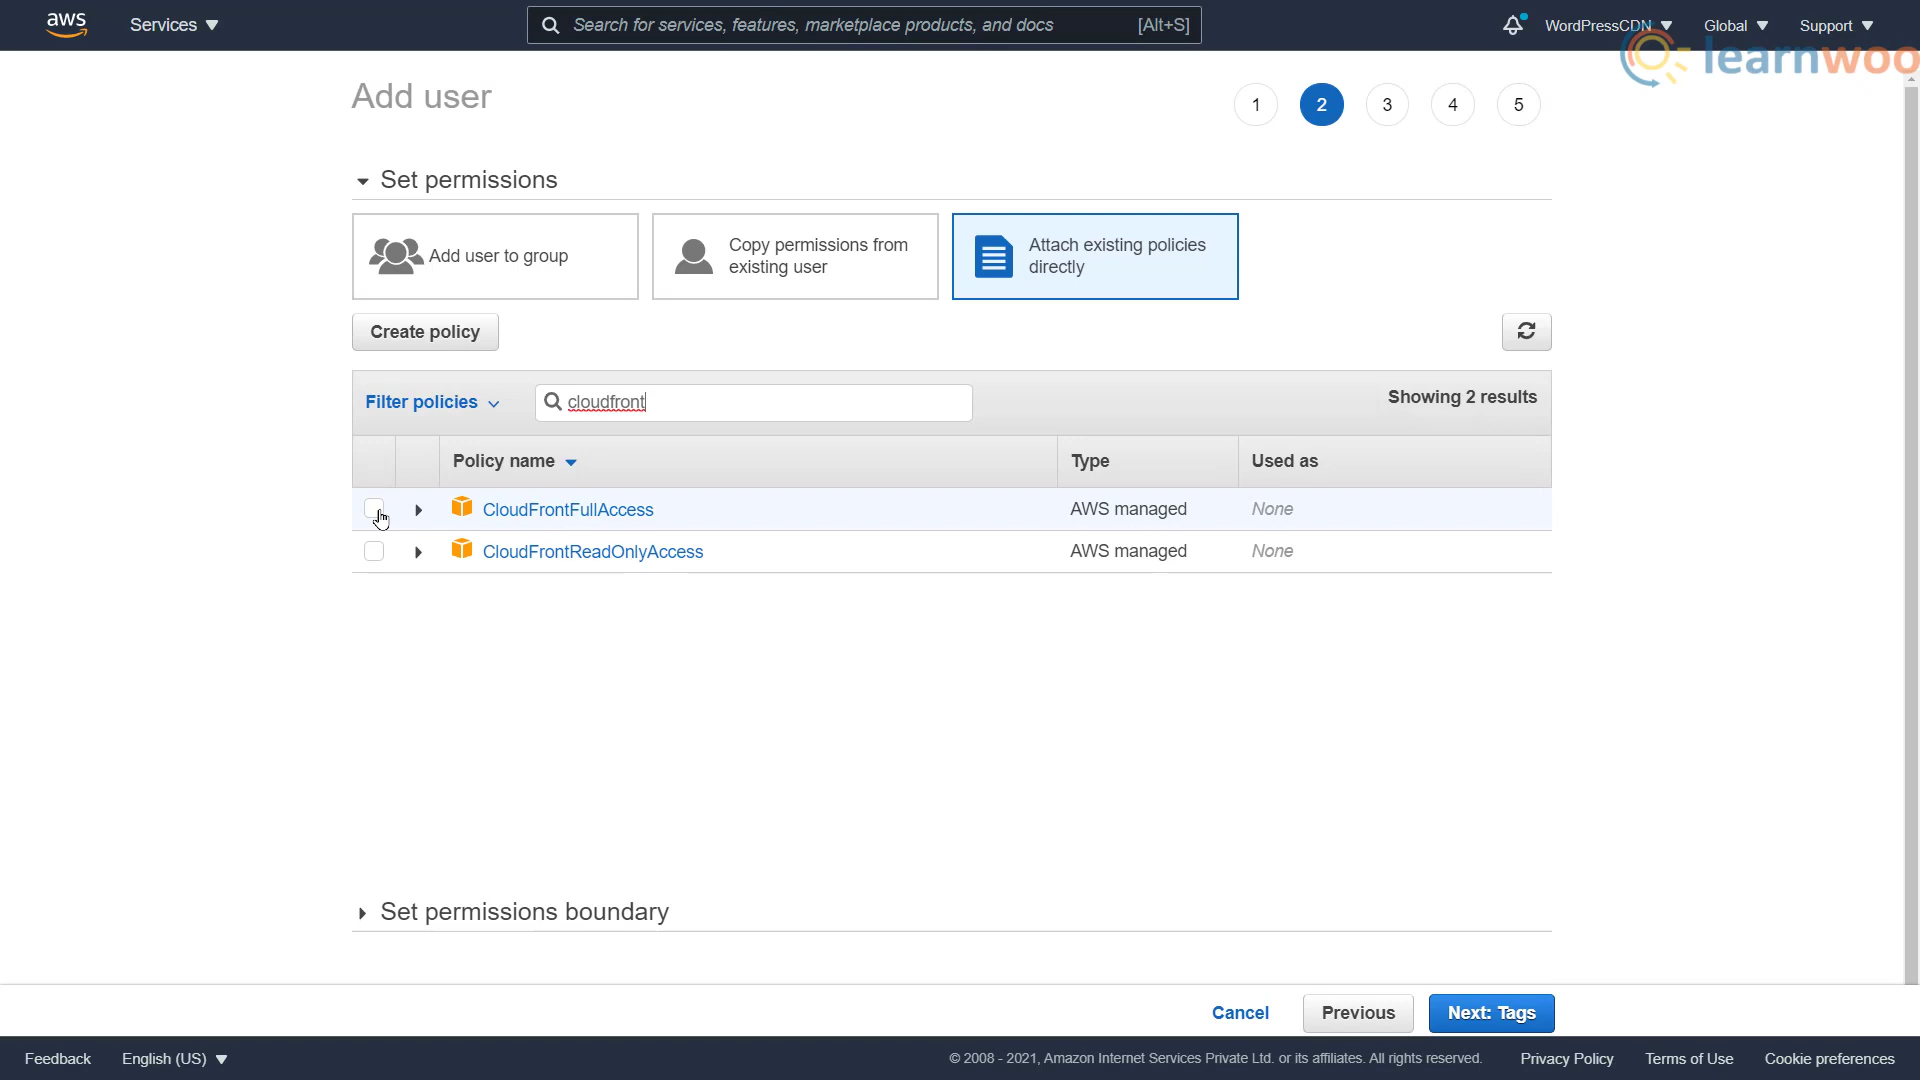 aws Services Search for services, features, marketplace products, and docs [Alt+S] WordPressCDN Global Support
learnwoo
Add user 1 2 3 4 5
Set permissions
Add user to group
Copy permissions from
existing user
Attach existing policies
directly
Create policy
Filter policies cloudfront Showing 2 results
Policy name Type Used as
CloudFrontFullAccess AWS managed None
CloudFrontReadOnlyAccess AWS managed None
Set permissions boundary
Cancel Previous Next: Tags
Feedback English (US) © 2008 - 2021, Amazon Internet Services Private Ltd. or its affiliates. All rights reserved. Privacy Policy Terms of Use Cookie preferences